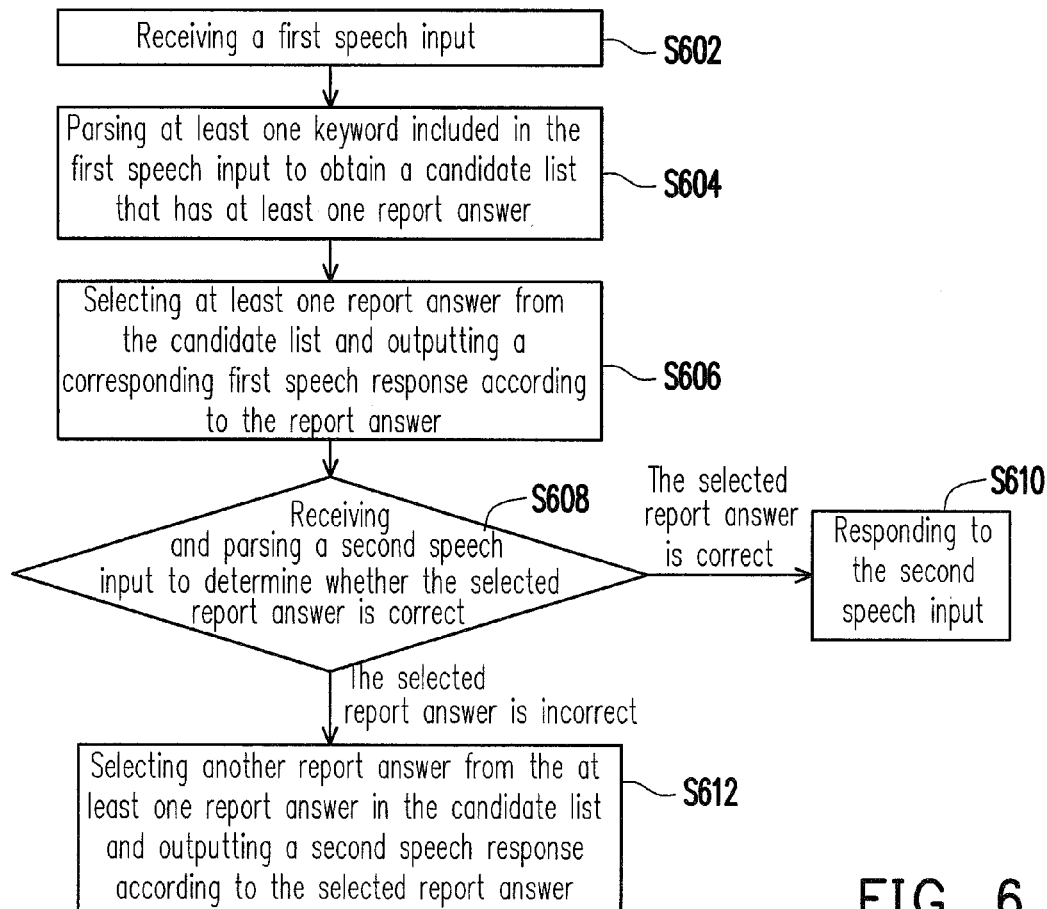 Receiving a first speech input
S602
Parsing at least one keyword included in the
first speech input to obtain a candidate list
that has at least one report answer
S604
Selecting at least one report answer from
the candidate list and outputting a
corresponding first speech response according
to the report answer
S606
Receiving
and parsing a second speech
input to determine whether the selected
report answer is correct
S608
The selected
report answer
is correct
S610
Responding to
the second
speech input
The selected
report answer is incorrect
Selecting another report answer from the at
least one report answer in the candidate list
and outputting a second speech response
according to the selected report answer
S612
FIG. 6